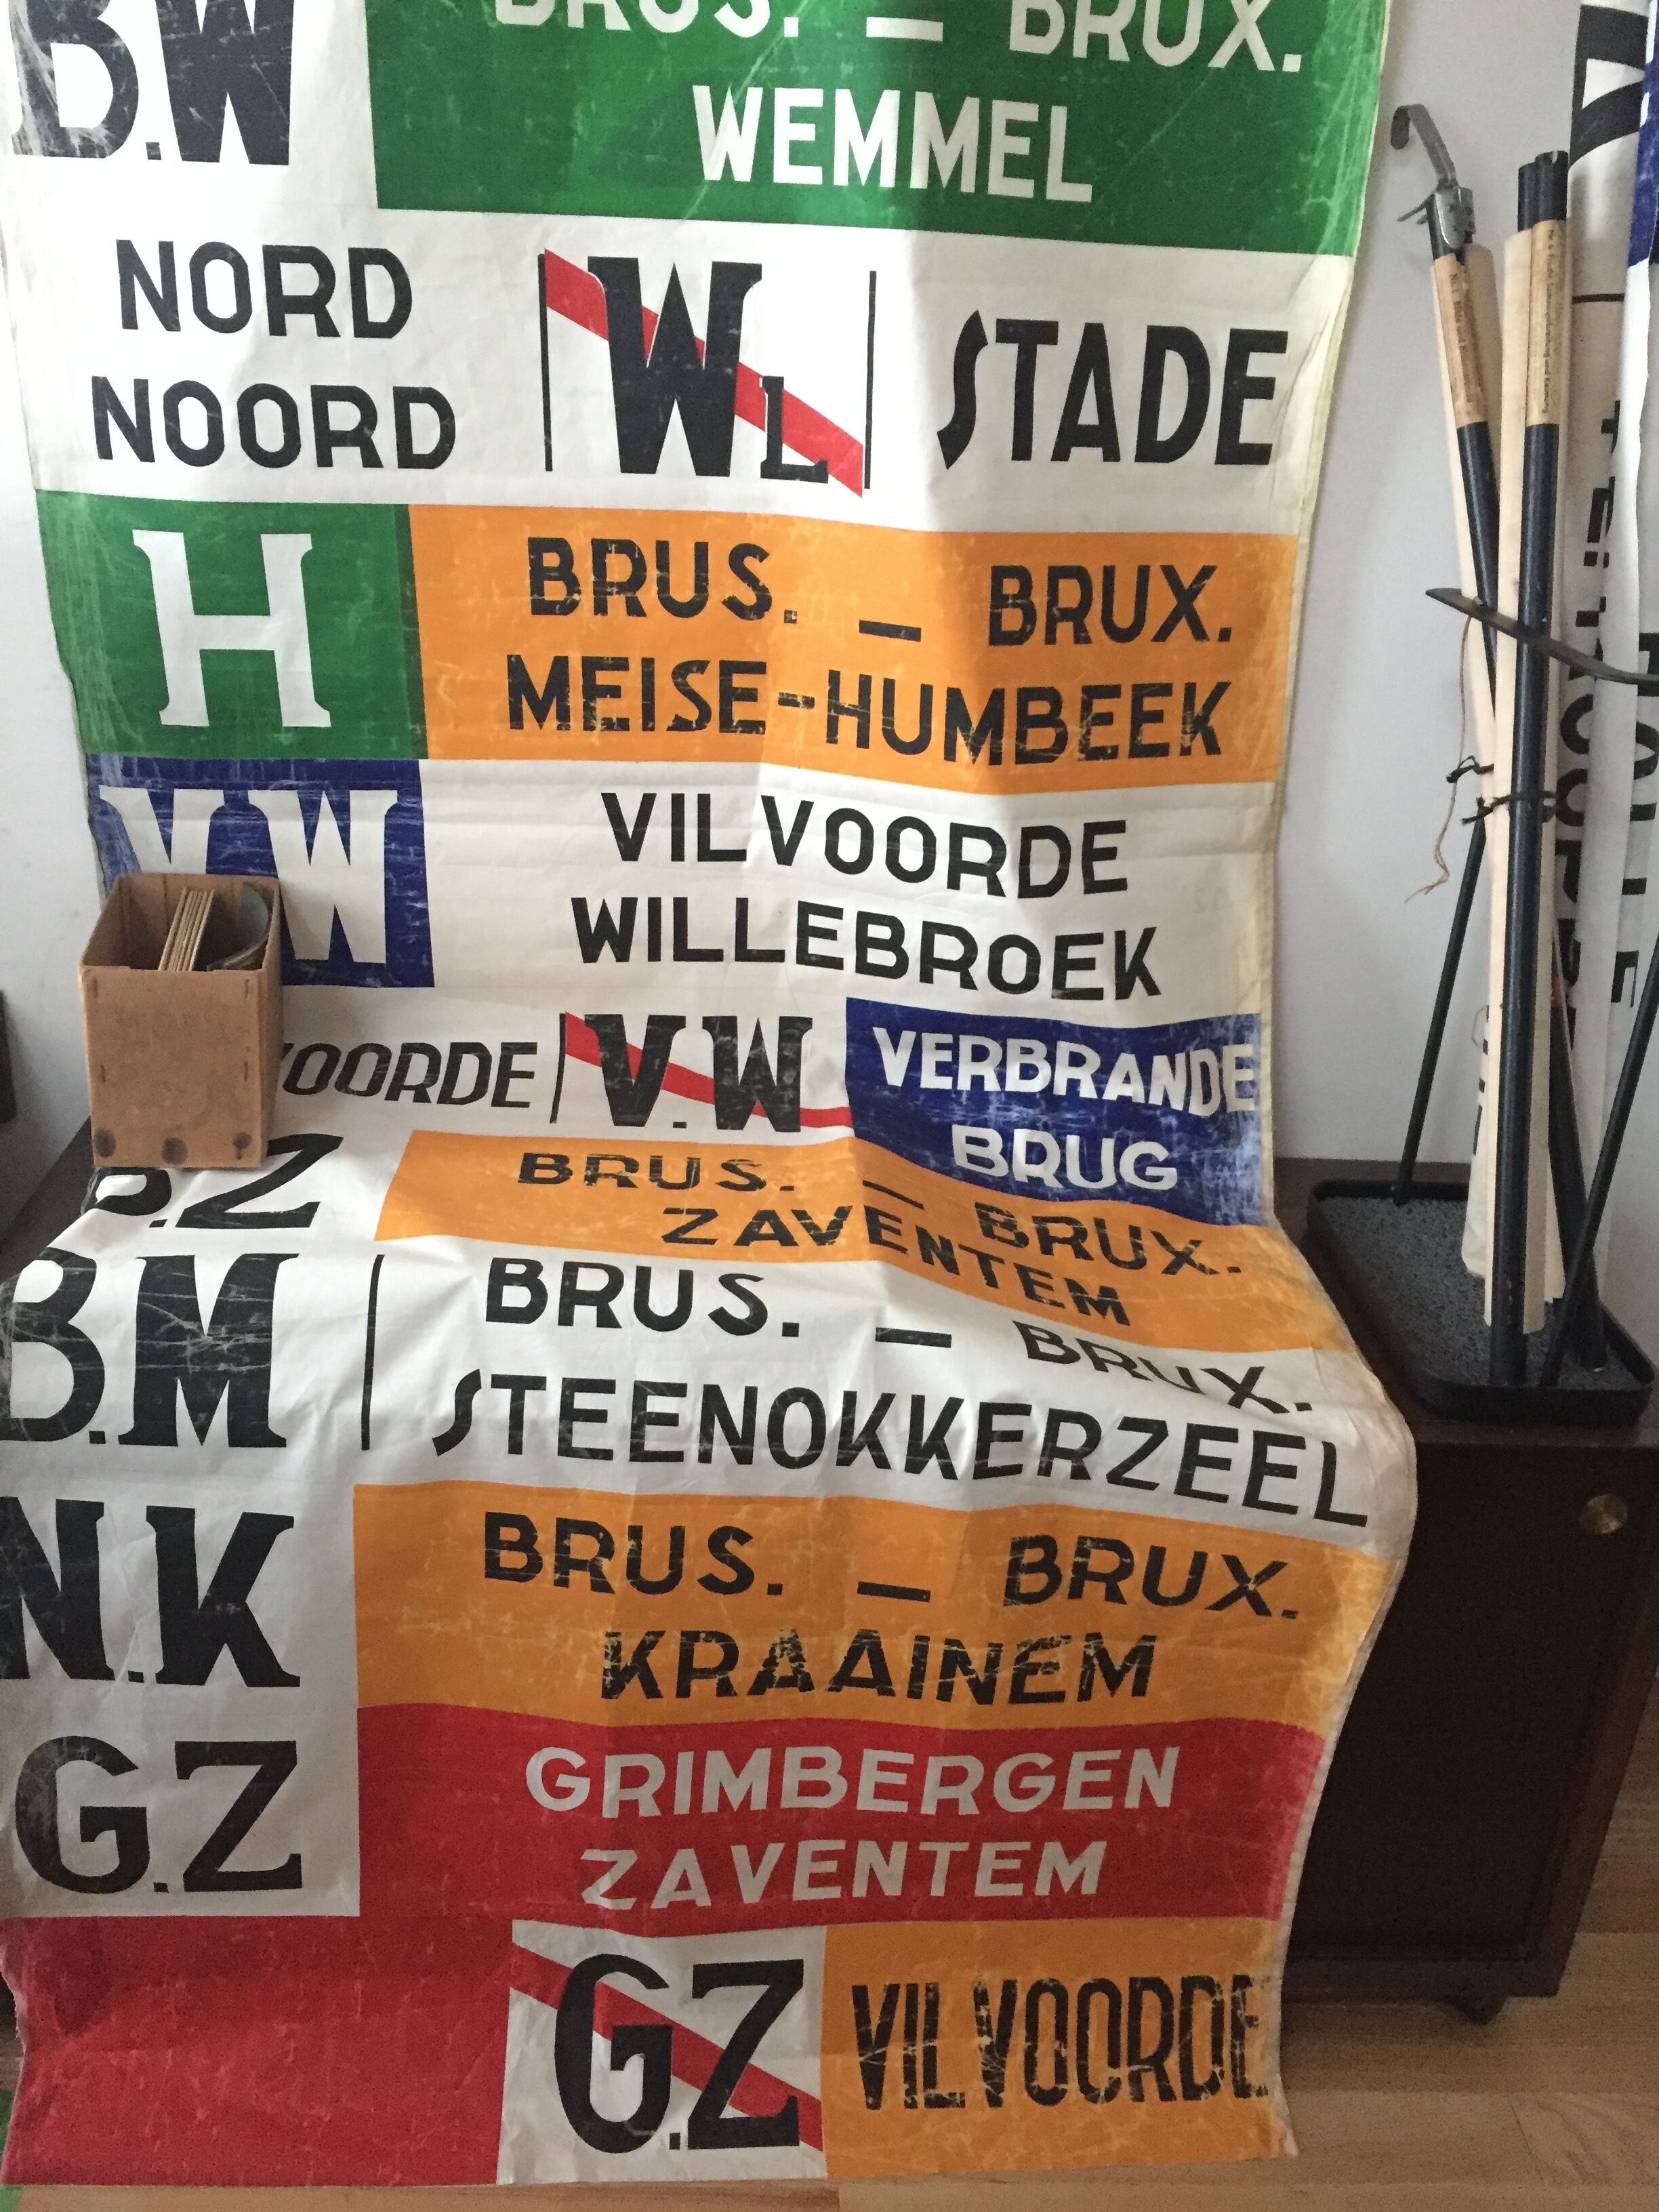 B.W
BRUS. — BRUX.
WEMMEL
NORD
NOORD
WL
STADE
H
BRUS. — BRUX.
MEISE-HUMBEEK
V.W
VILVOORDE
WILLEBROEK
VOORDE
V.W
VERBRANDE
BRUG
B.Z
BRUS. — BRUX.
ZAVENTEM
B.M
BRUS. — BRUX.
STEENOKKERZEEL
N.K
BRUS. — BRUX.
KRAAINEM
G.Z
GRIMBERGEN
ZAVENTEM
G.Z
VILVOORDE